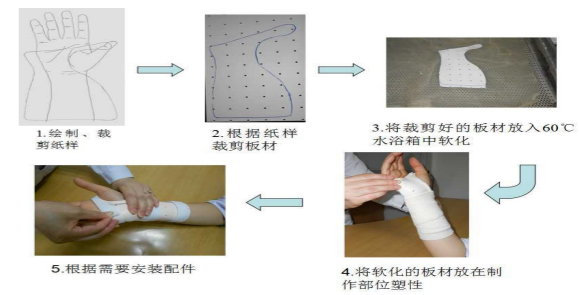 1.绘制、裁
剪纸样
2.根据纸样
裁剪板材
3.将裁剪好的板材放入60℃
水浴箱中软化
4.将软化的板材放在制
作部位塑性
5.根据需要安装配件